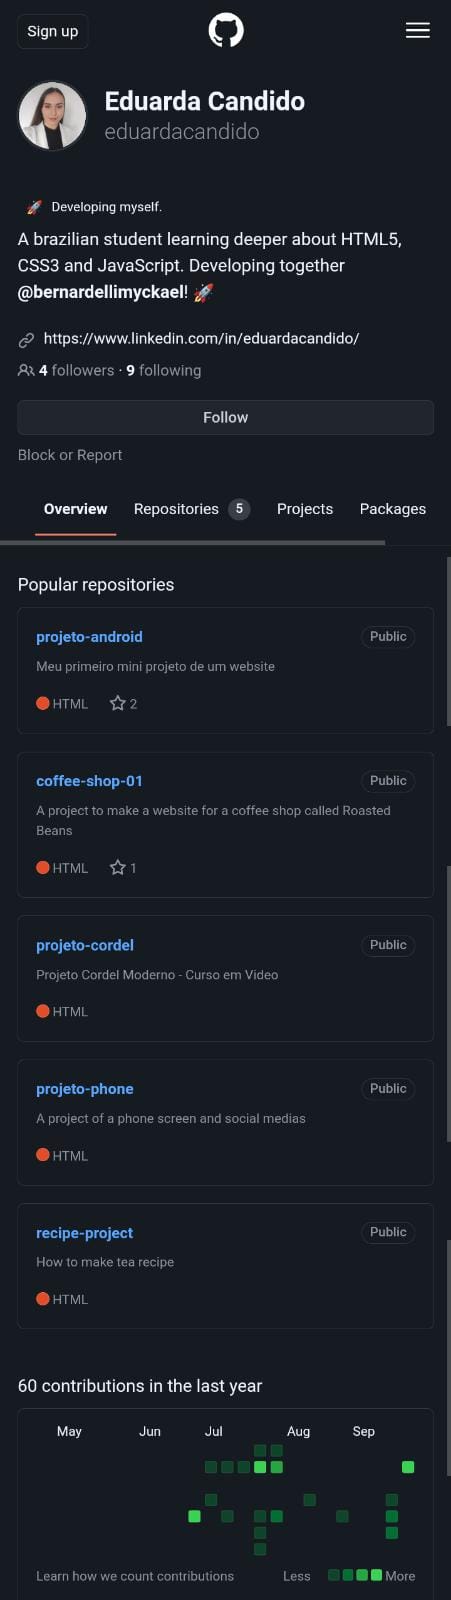 Sign up
Eduarda Candido
eduardacandido
🚀 Developing myself.
A brazilian student learning deeper about HTML5,
CSS3 and JavaScript. Developing together
@bernardellimyckael! 🚀
https://www.linkedin.com/in/eduardacandido/
4 followers · 9 following
Follow
Block or Report
Overview Repositories 5 Projects Packages
Popular repositories
projeto-android Public
Meu primeiro mini projeto de um website
HTML 2
coffee-shop-01 Public
A project to make a website for a coffee shop called Roasted
Beans
HTML 1
projeto-cordel Public
Projeto Cordel Moderno - Curso em Video
HTML
projeto-phone Public
A project of a phone screen and social medias
HTML
recipe-project Public
How to make tea recipe
HTML
60 contributions in the last year
May Jun Jul Aug Sep
Learn how we count contributions Less More